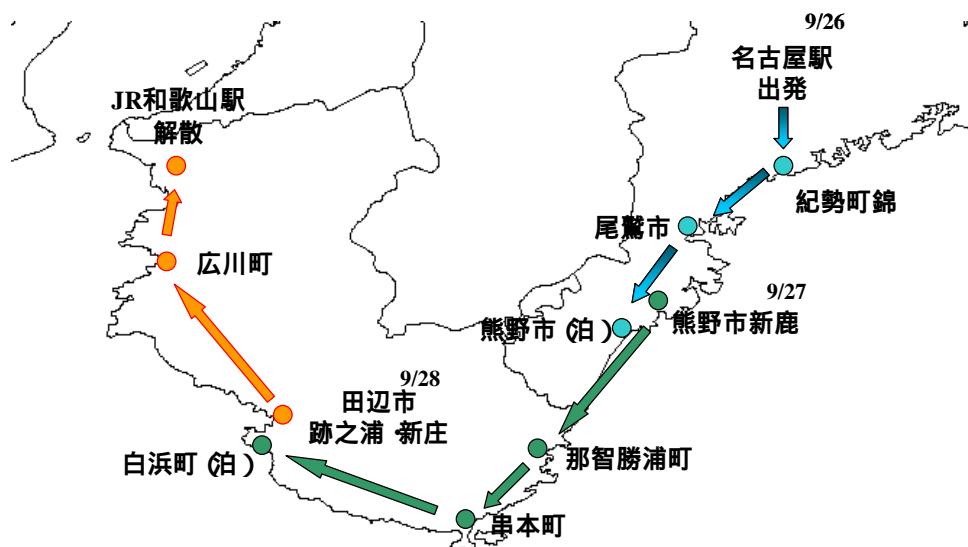 9/26
名古屋駅
出発
JR和歌山駅
解散
紀勢町錦
尾鷲市
広川町
9/27
熊野市新鹿
熊野市(泊)
9/28
田辺市
跡之浦・新庄
白浜町(泊)
那智勝浦町
串本町